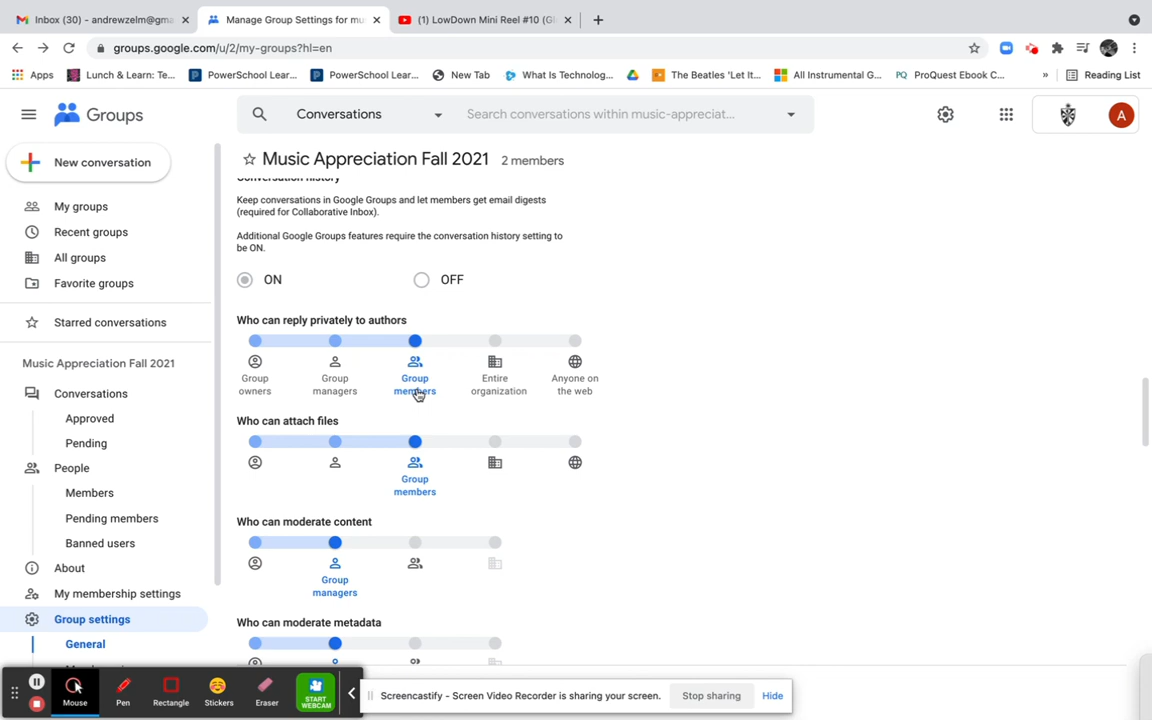 Inbox (30) - andrewzelm@gma
Manage Group Settings for mu
(1) LowDown Mini Reel #10 (Gl
groups.google.com/u/2/my-groups?hl=en
Apps
Lunch & Learn: Te...
PowerSchool Lear...
PowerSchool Lear...
New Tab
What Is Technolog...
The Beatles 'Let It...
All Instrumental G...
PQ ProQuest Ebook C...
»
Reading List
Groups
Conversations
Search conversations within music-appreciat...
A
New conversation
Music Appreciation Fall 2021 2 members
Conversation history
My groups
Recent groups
All groups
Favorite groups
Starred conversations
Music Appreciation Fall 2021
Conversations
Approved
Pending
People
Members
Pending members
Banned users
About
My membership settings
Group settings
General
Keep conversations in Google Groups and let members get email digests
(required for Collaborative Inbox).
Additional Google Groups features require the conversation history setting to
be ON.
ON OFF
Who can reply privately to authors
Group owners
Group managers
Group members
Entire organization
Anyone on the web
Who can attach files
Group members
Who can moderate content
Group managers
Who can moderate metadata
Mouse
Pen
Rectangle
Stickers
Eraser
START WEBCAM
Screencastify - Screen Video Recorder is sharing your screen.
Stop sharing
Hide